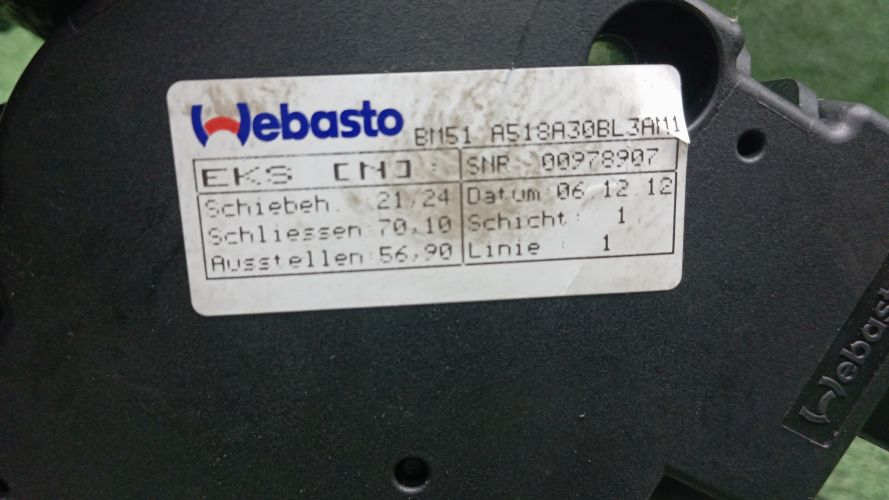 Webasto BM51 A518A30BL3AM1
EKS [N] SNR : 00978907
Schiebeh. 21,24 Datum:06 12 12
Schliessen:70,10 Schicht: 1
Ausstellen:56,90 Linie : 1
Webasto